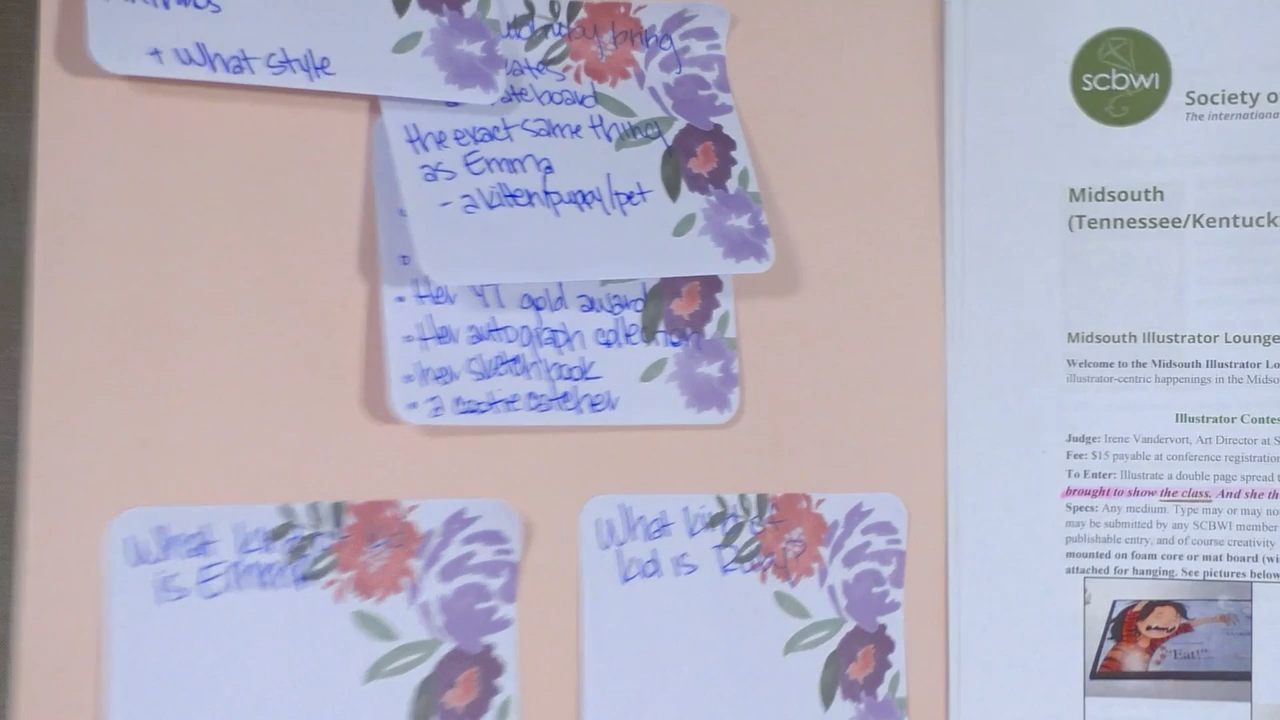 + What style
bring
the exact same thing
as Emma
- a kitten/puppy/pet
- Her YT gold award
- Her autograph collection
- Her sketchbook
- a cootie catcher
What
is Emma
What kind of
kid is
scbwi
Society o
The internationa
Midsouth
(Tennessee/Kentuck
Midsouth Illustrator Lounge
Welcome to the Midsouth Illustrator Lo
illustrator-centric happenings in the Midso
Illustrator Contes
Judge: Irene Vandervort, Art Director at S
Fee: $15 payable at conference registration
To Enter: Illustrate a double page spread t
brought to show the class. And she th
Specs: Any medium. Type may or may no
may be submitted by any SCBWI member
publishable entry, and of course creativity
mounted on foam core or mat board (wi
attached for hanging. See pictures below
"Eat!"